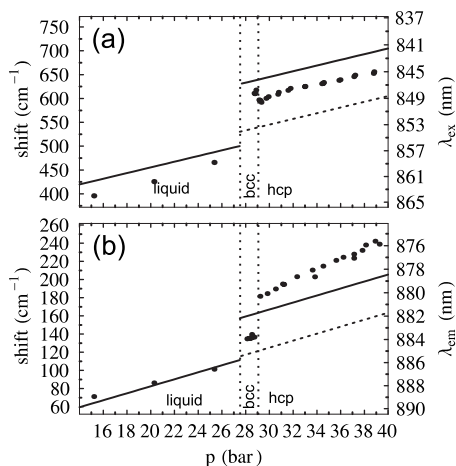 (a)
shift (cm⁻¹)
750
700
650
600
550
500
450
400
liquid
bcc
hcp
837
841
845
849
853
857
861
865
λex (nm)
(b)
shift (cm⁻¹)
260
240
220
200
180
160
140
120
100
80
60
liquid
bcc
hcp
876
878
880
882
884
886
888
890
λem (nm)
16 18 20 22 24 26 28 30 32 34 36 38 40
p (bar)